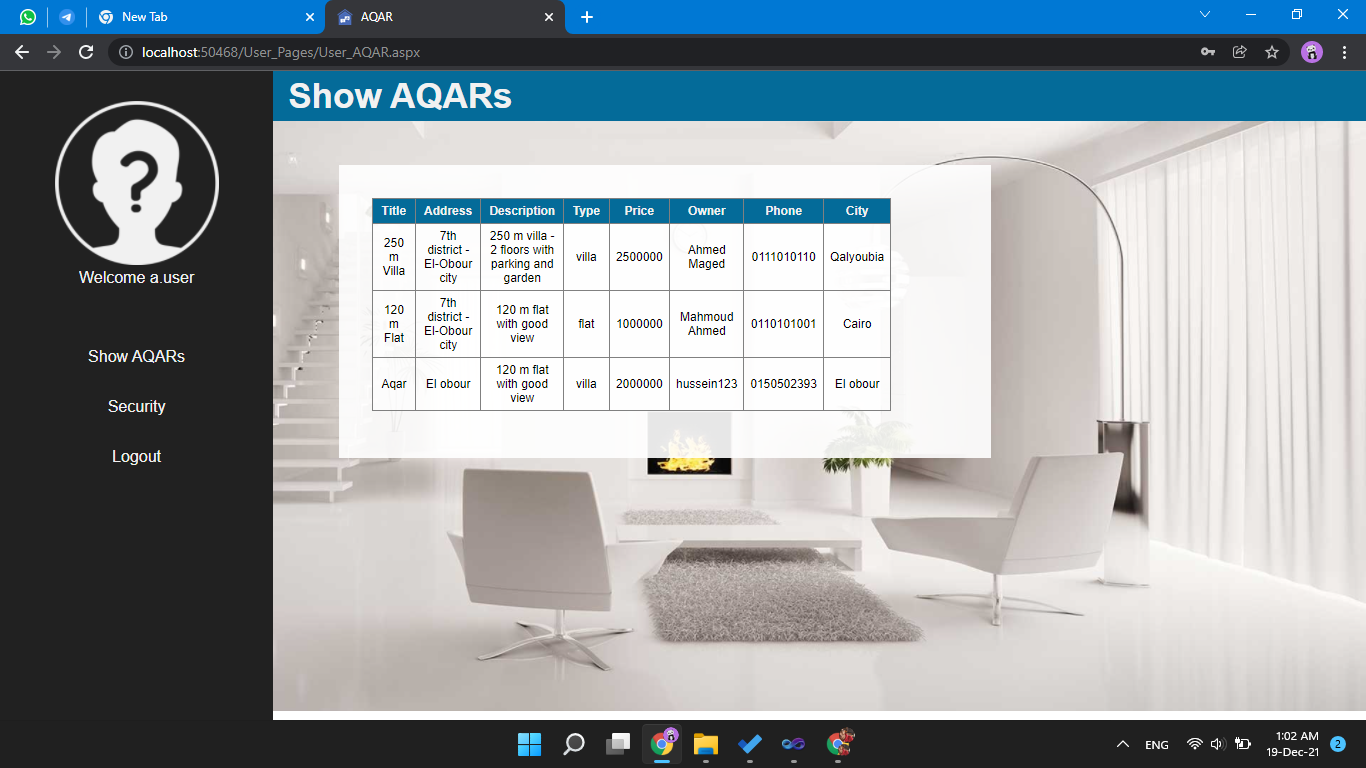 New Tab
AQAR
localhost:50468/User_Pages/User_AQAR.aspx
Show AQARs
?
Welcome a.user
Show AQARs
Security
Logout
Title Address Description Type Price Owner Phone City
250 m Villa 7th district - El-Obour city 250 m villa - 2 floors with parking and garden villa 2500000 Ahmed Maged 0111010110 Qalyoubia
120 m Flat 7th district - El-Obour city 120 m flat with good view flat 1000000 Mahmoud Ahmed 0110101001 Cairo
Aqar El obour 120 m flat with good view villa 2000000 hussein123 0150502393 El obour
ENG
1:02 AM
19-Dec-21
2